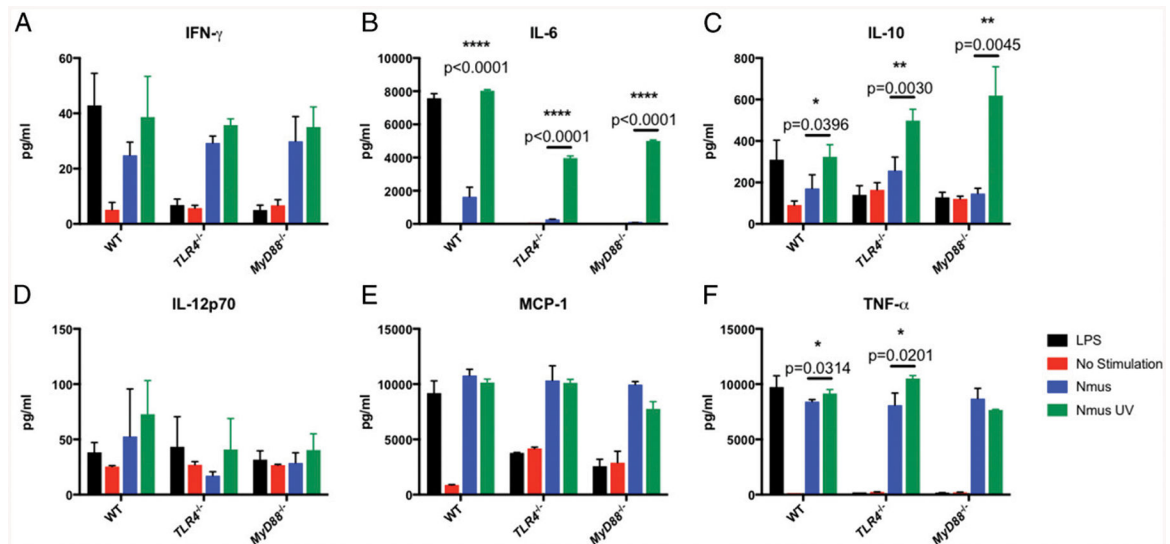 A
IFN-γ
pg/ml
60
40
20
0
WT
TLR4-/-
MyD88-/-
B
IL-6
pg/ml
10000
8000
6000
4000
2000
0
****
p<0.0001
****
p<0.0001
****
p<0.0001
WT
TLR4-/-
MyD88-/-
C
IL-10
pg/ml
800
600
400
200
0
*
p=0.0396
**
p=0.0030
**
p=0.0045
WT
TLR4-/-
MyD88-/-
D
IL-12p70
pg/ml
150
100
50
0
WT
TLR4-/-
MyD88-/-
E
MCP-1
pg/ml
15000
10000
5000
0
WT
TLR4-/-
MyD88-/-
F
TNF-α
pg/ml
15000
10000
5000
0
*
p=0.0314
*
p=0.0201
WT
TLR4-/-
MyD88-/-
LPS
No Stimulation
Nmus
Nmus UV